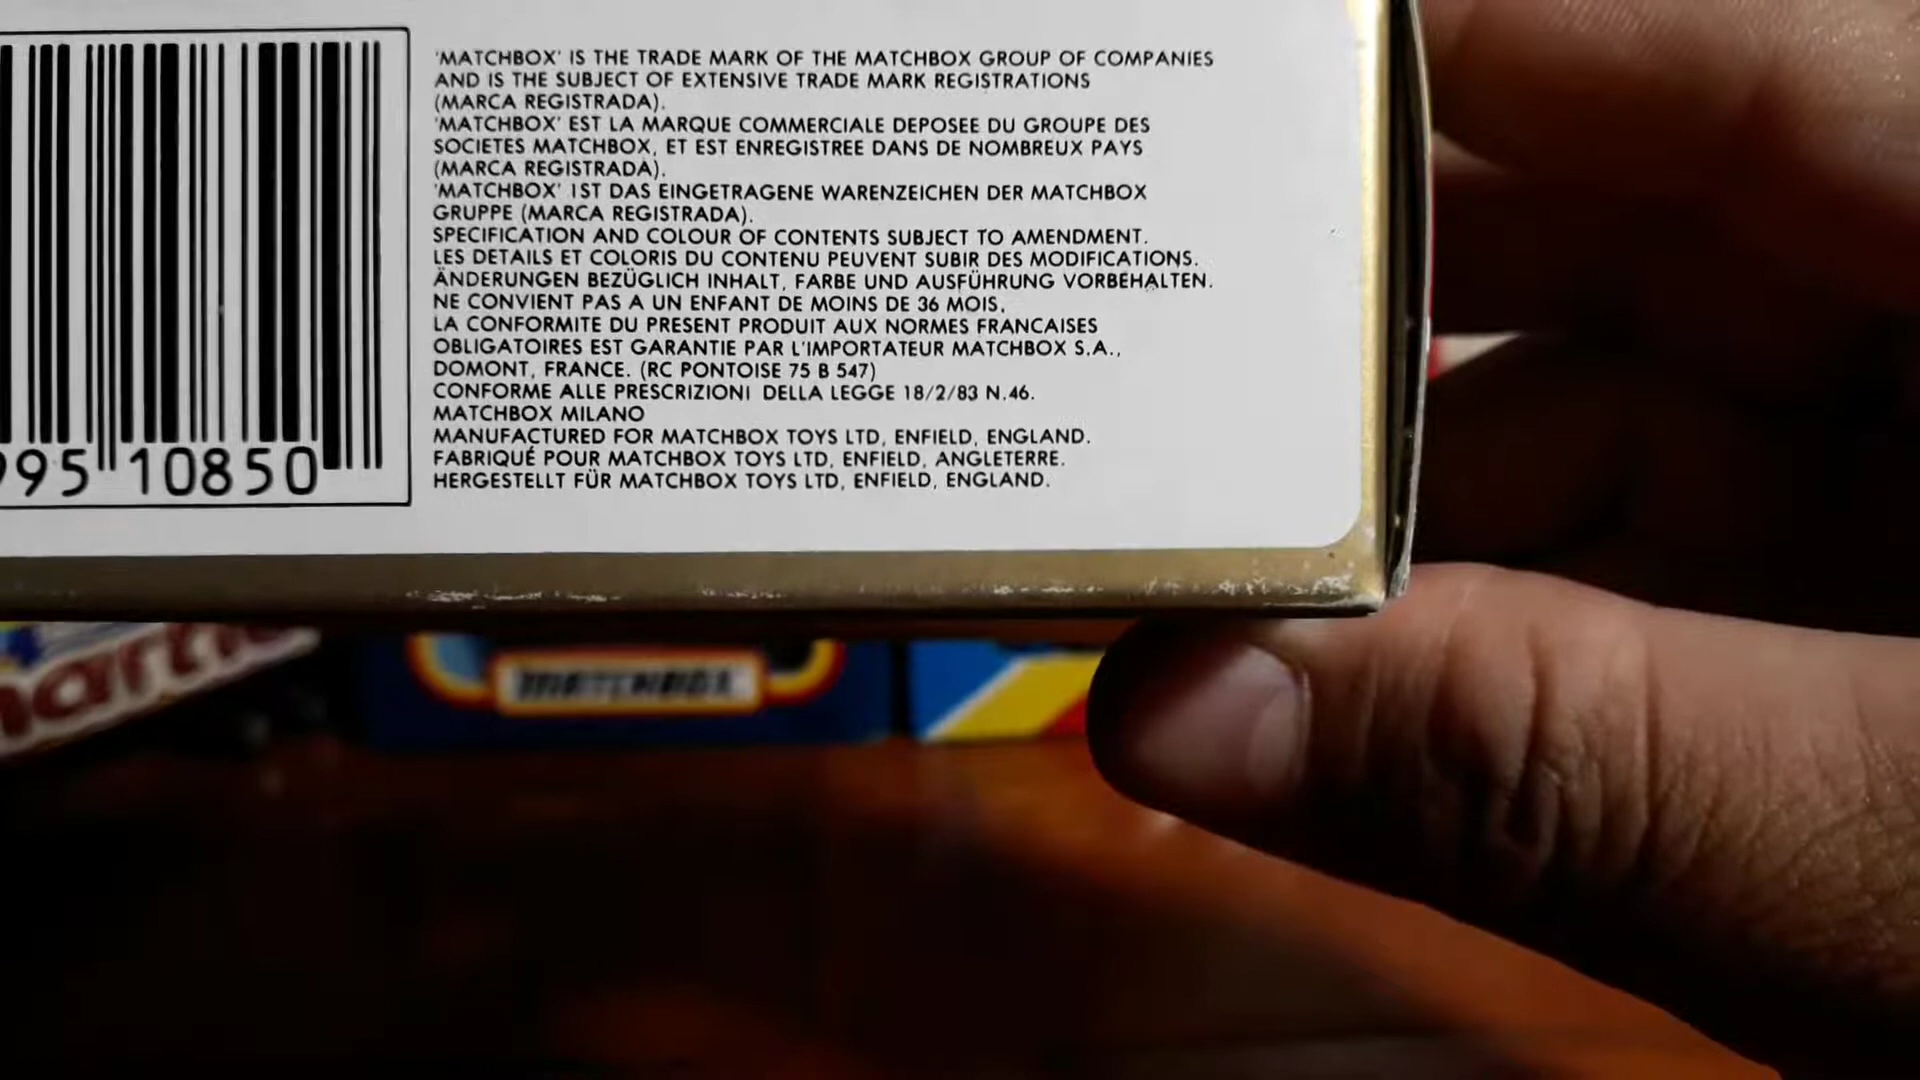 'MATCHBOX' IS THE TRADE MARK OF THE MATCHBOX GROUP OF COMPANIES
AND IS THE SUBJECT OF EXTENSIVE TRADE MARK REGISTRATIONS
(MARCA REGISTRADA).
'MATCHBOX' EST LA MARQUE COMMERCIALE DEPOSEE DU GROUPE DES
SOCIETES MATCHBOX, ET EST ENREGISTREE DANS DE NOMBREUX PAYS
(MARCA REGISTRADA).
'MATCHBOX' IST DAS EINGETRAGENE WARENZEICHEN DER MATCHBOX
GRUPPE (MARCA REGISTRADA).
SPECIFICATION AND COLOUR OF CONTENTS SUBJECT TO AMENDMENT.
LES DETAILS ET COLORIS DU CONTENU PEUVENT SUBIR DES MODIFICATIONS.
ÄNDERUNGEN BEZÜGLICH INHALT, FARBE UND AUSFÜHRUNG VORBEHALTEN.
NE CONVIENT PAS A UN ENFANT DE MOINS DE 36 MOIS.
LA CONFORMITE DU PRESENT PRODUIT AUX NORMES FRANCAISES
OBLIGATOIRES EST GARANTIE PAR L'IMPORTATEUR MATCHBOX S.A.,
DOMONT, FRANCE. (RC PONTOISE 75 B 547)
CONFORME ALLE PRESCRIZIONI DELLA LEGGE 18/2/83 N.46.
MATCHBOX MILANO
MANUFACTURED FOR MATCHBOX TOYS LTD, ENFIELD, ENGLAND.
FABRIQUÉ POUR MATCHBOX TOYS LTD, ENFIELD, ANGLETERRE.
HERGESTELLT FÜR MATCHBOX TOYS LTD, ENFIELD, ENGLAND.
995 10850
MATCHBOX